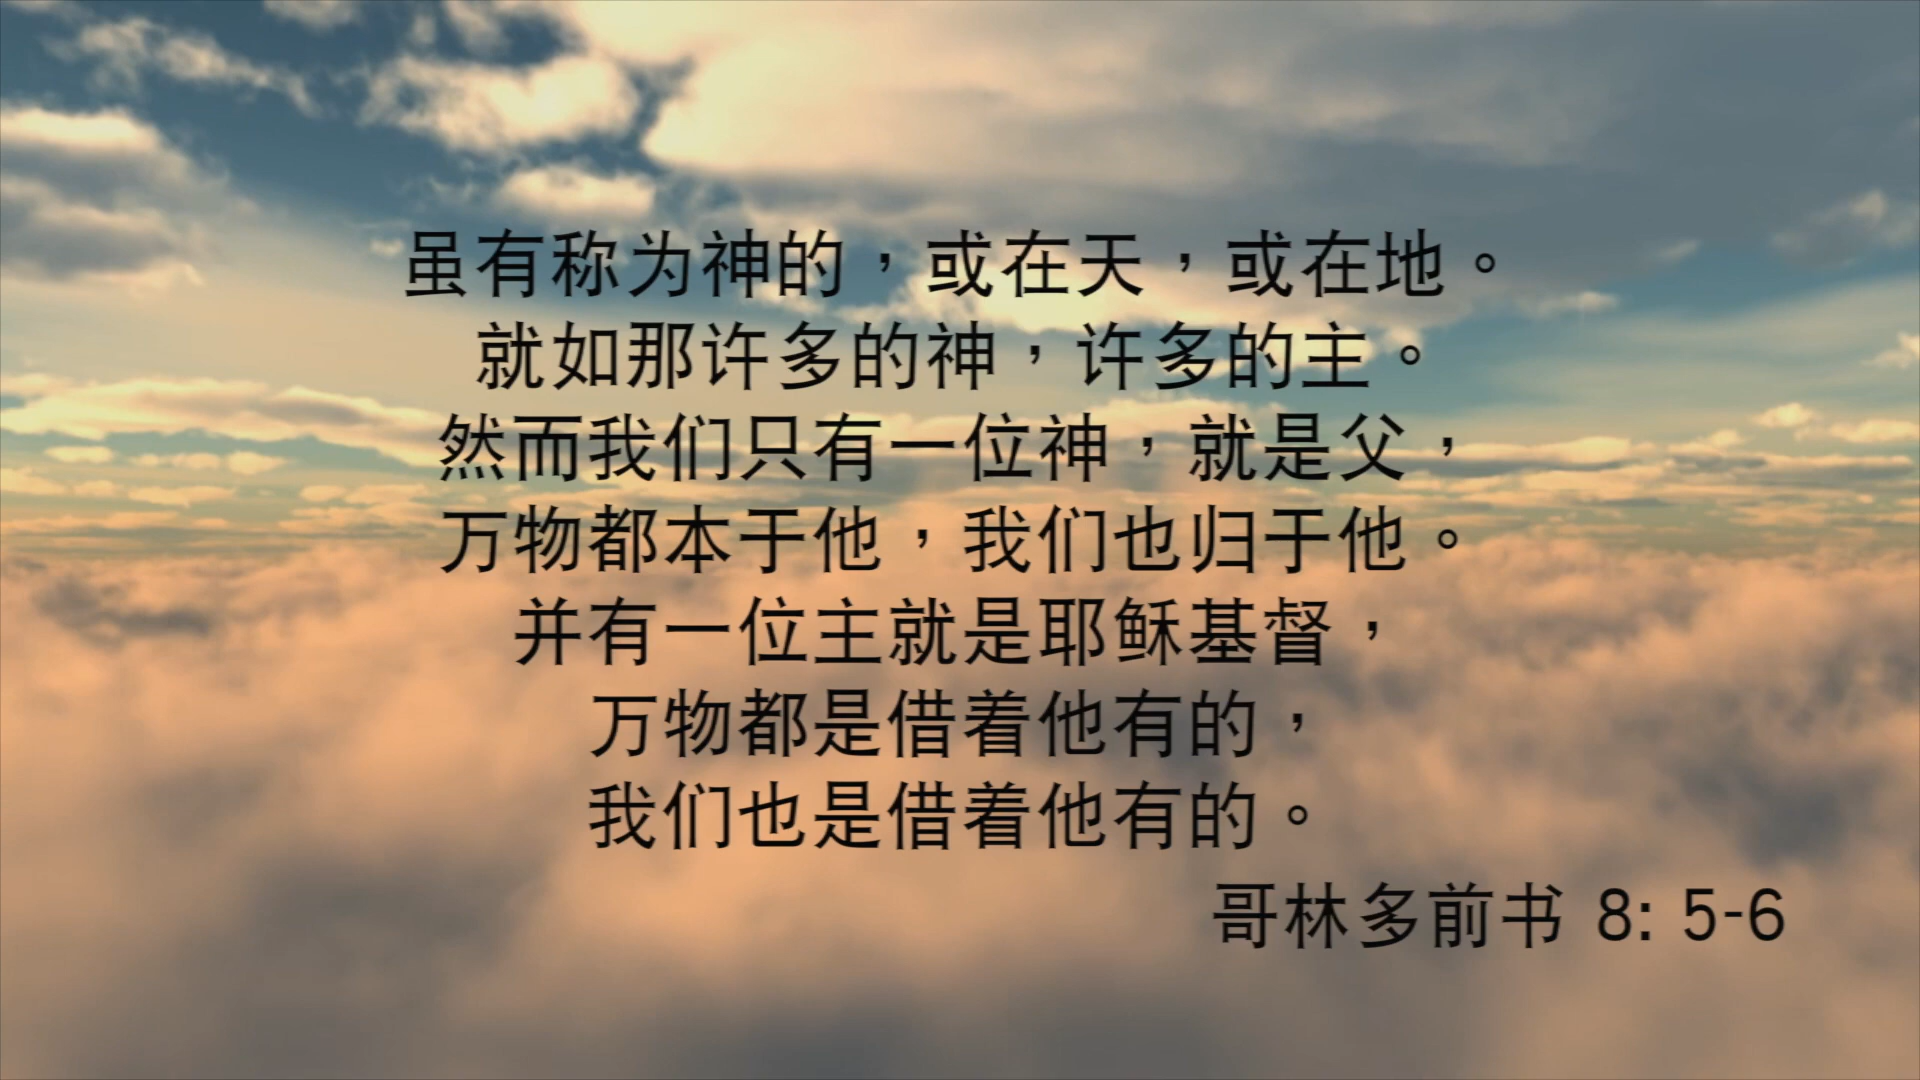 虽有称为神的，或在天，或在地。
就如那许多的神，许多的主。
然而我们只有一位神，就是父，
万物都本于他，我们也归于他。
并有一位主就是耶稣基督，
万物都是借着他有的，
我们也是借着他有的。
哥林多前书 8: 5-6